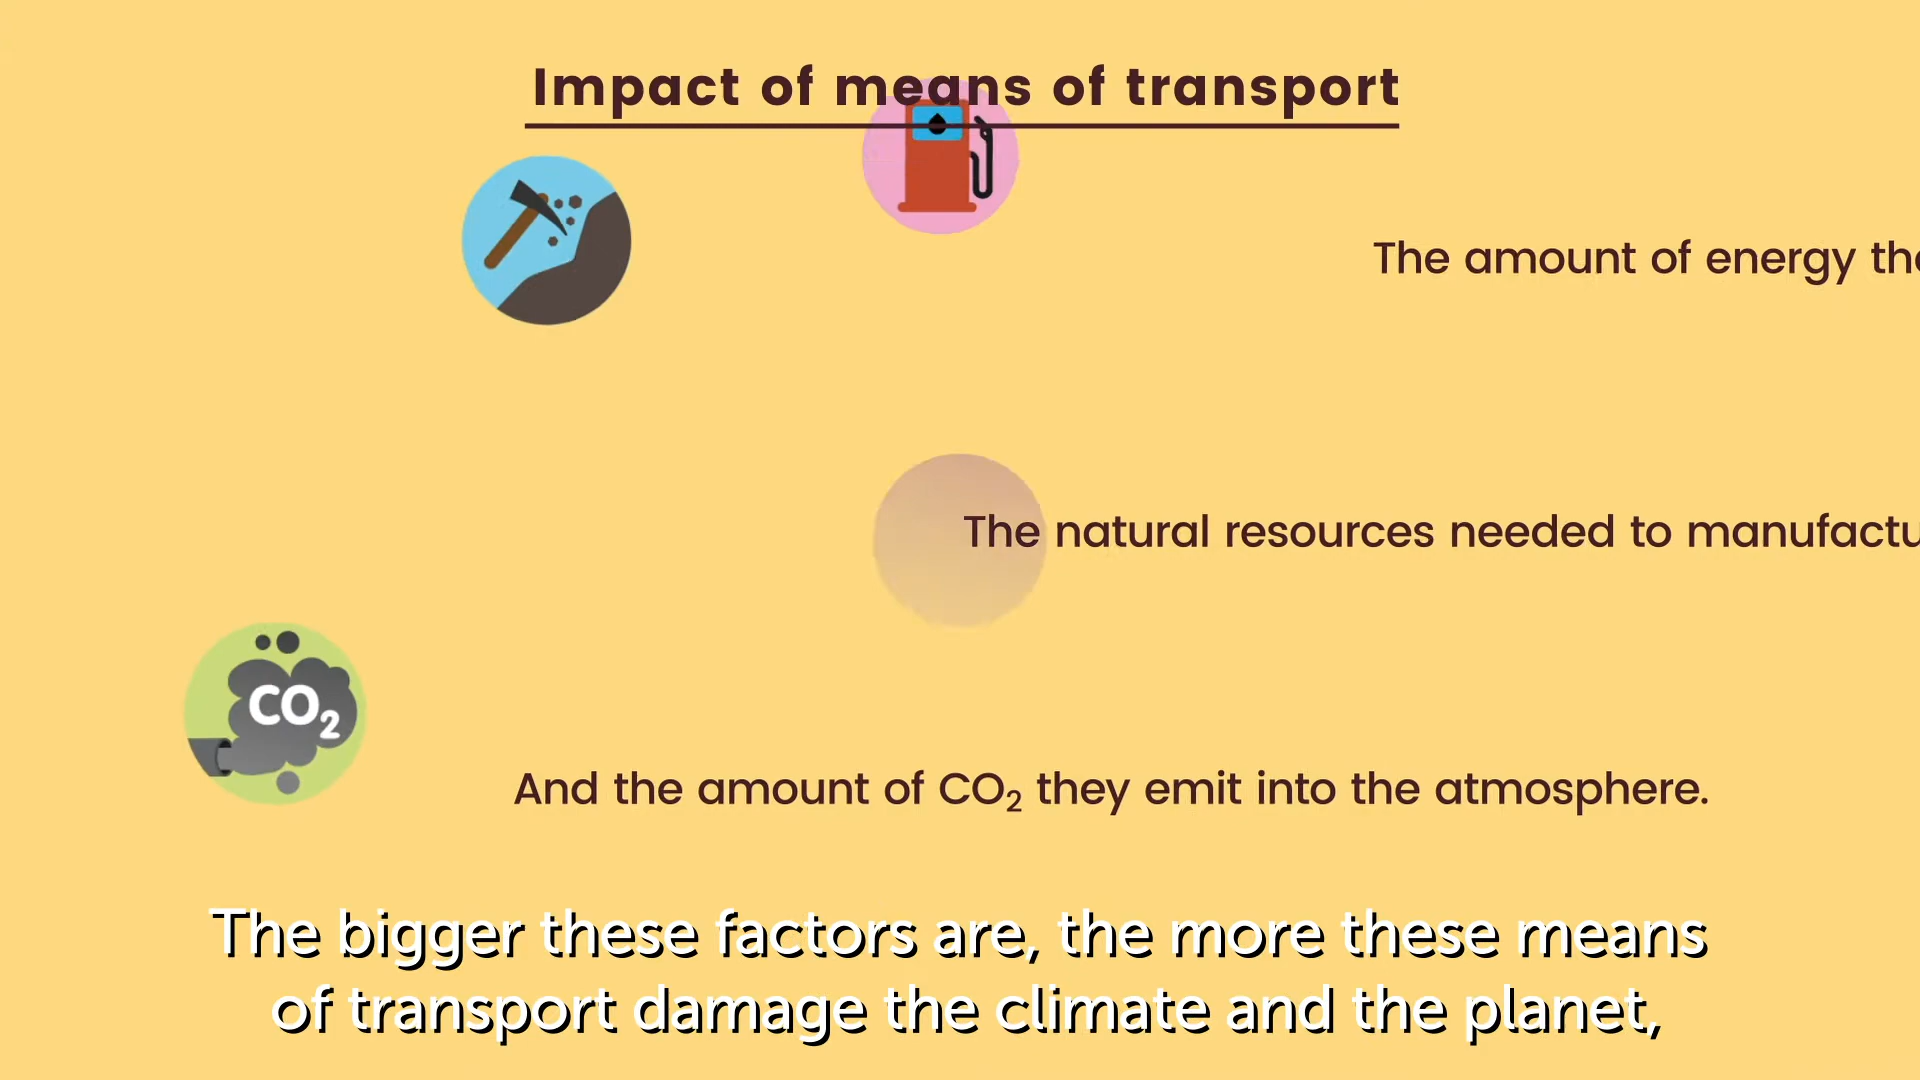 Impact of means of transport
The amount of energy
The natural resources needed to
CO2
And the amount of CO₂ they emit into the atmosphere.
The bigger these factors are, the more these means
of transport damage the climate and the planet,